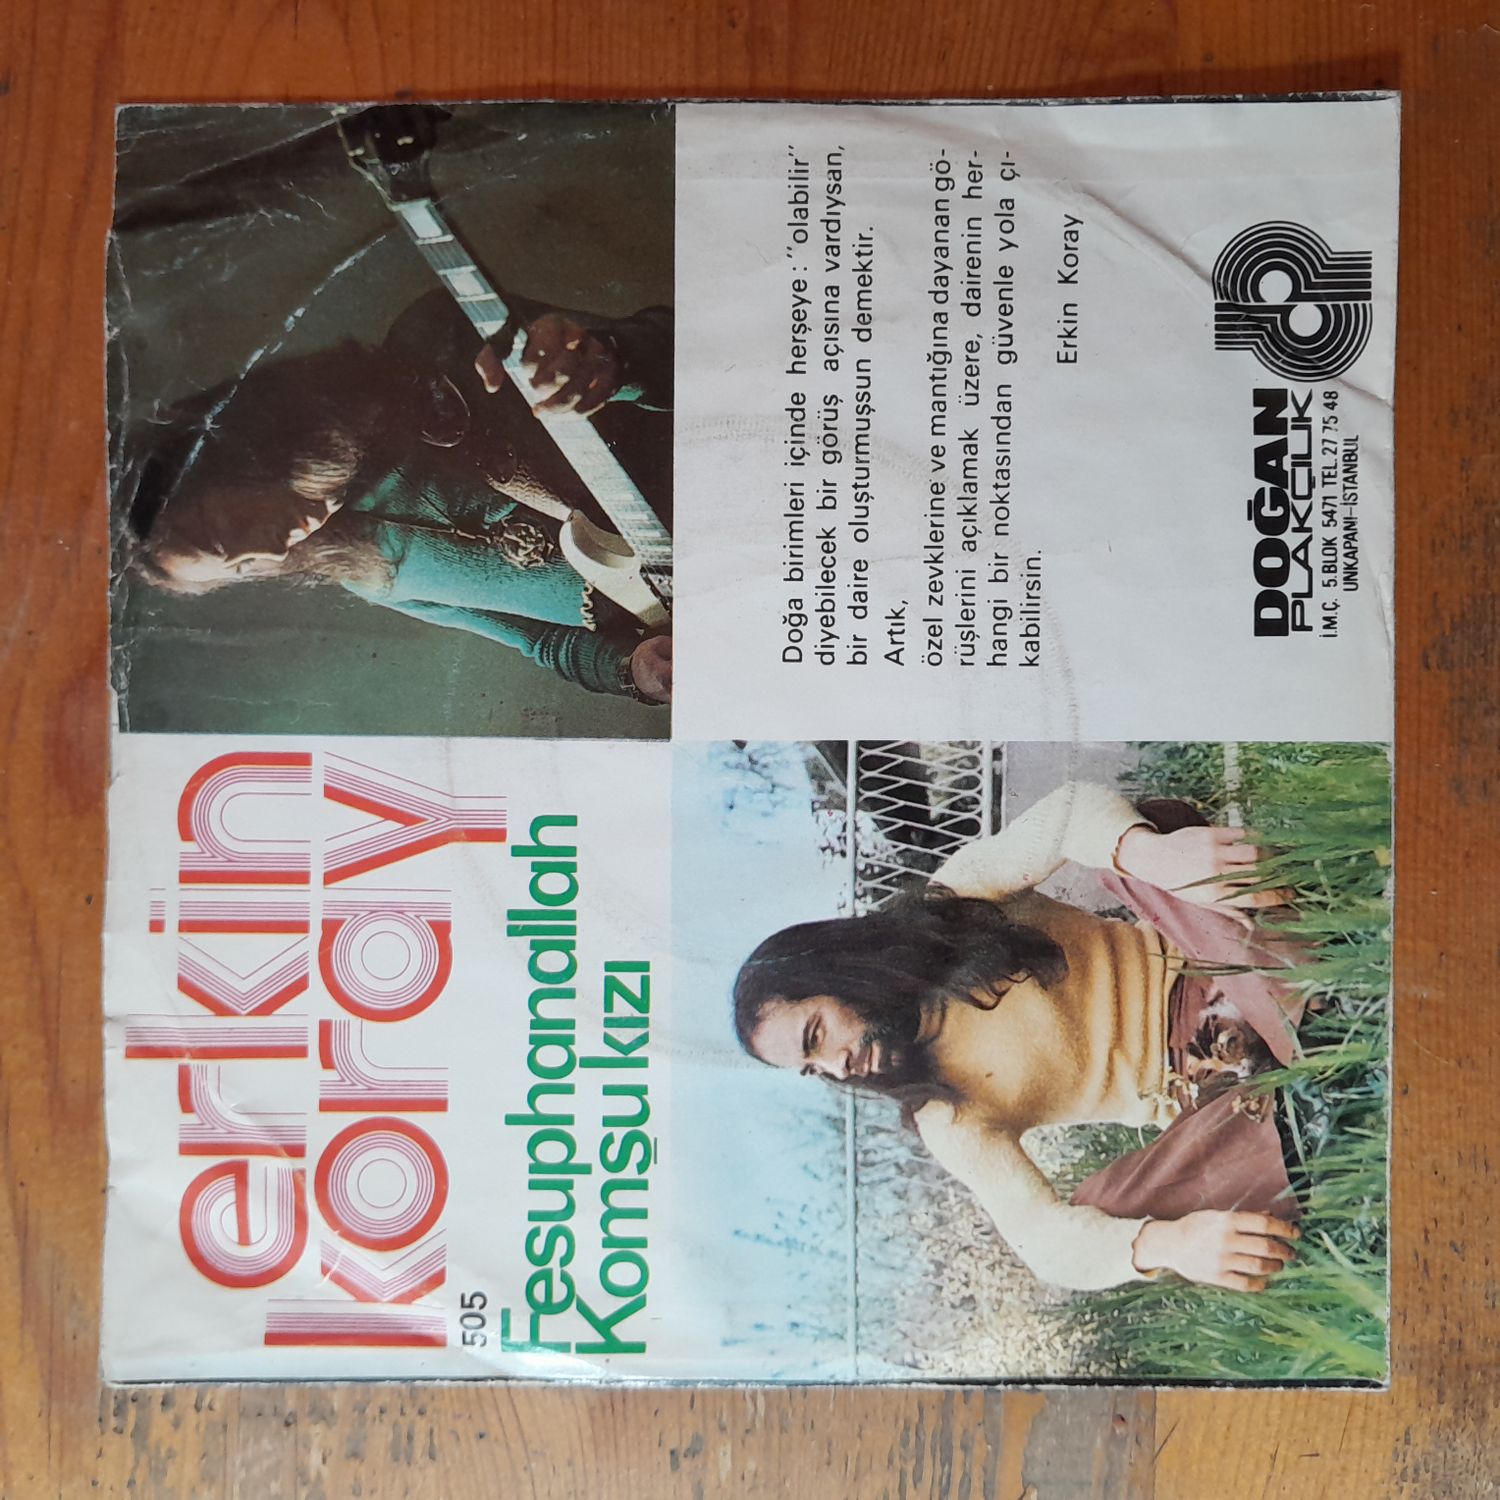 erkin
koray
505
Fesuphanallah
Komşu kızı
Doğa birimleri içinde herşeye : "olabilir"
diyebilecek bir görüş açısına vardıysan,
bir daire oluşturmuşsun demektir.
Artık,
özel zevklerine ve mantığına dayanan gö-
rüşlerini açıklamak üzere, dairenin her-
hangi bir noktasından güvenle yola çı-
kabilirsin.
Erkin Koray
DOĞAN
PLAKÇILIK
İ.M.Ç. 5.BLOK 5471 TEL. 27 75 48
UNKAPANI-İSTANBUL
dp